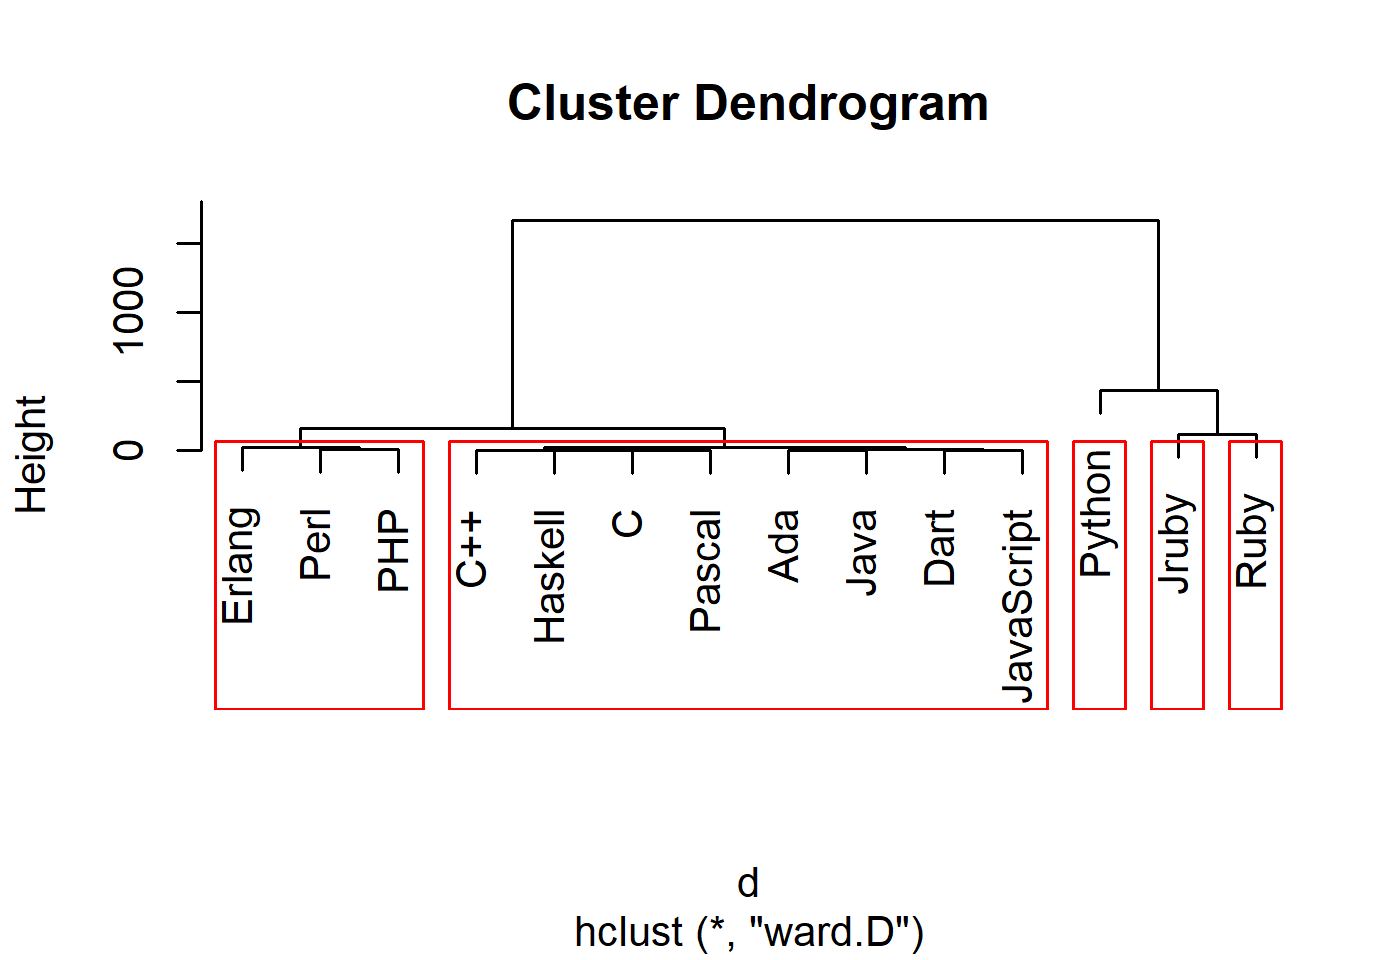 Cluster Dendrogram
Height
1000
0
Erlang
Perl
PHP
C++
Haskell
C
Pascal
Ada
Java
Dart
JavaScript
Python
Jruby
Ruby
d
hclust (*, "ward.D")